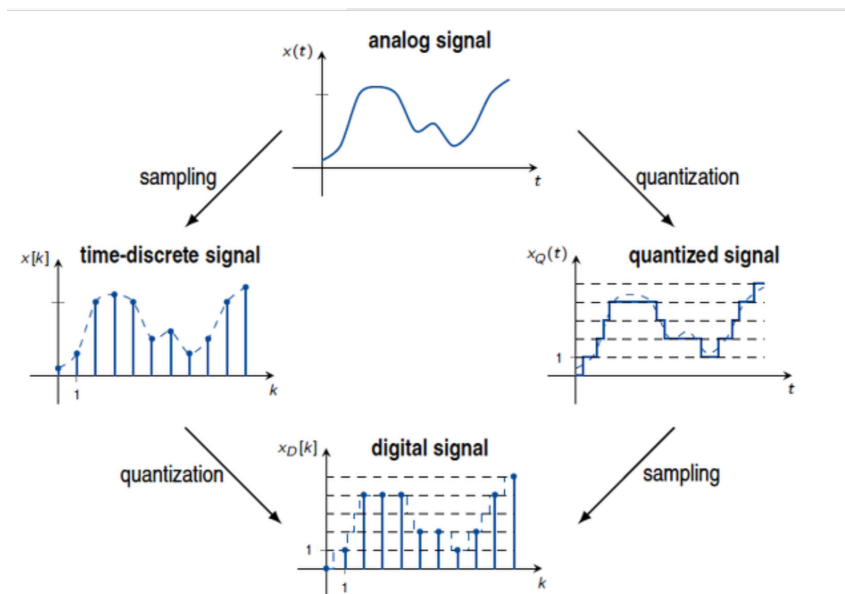 analog signal
x(t)
t
sampling
quantization
time-discrete signal
x[k]
1
k
quantized signal
x_Q(t)
1
t
quantization
sampling
digital signal
x_D[k]
1
1
k